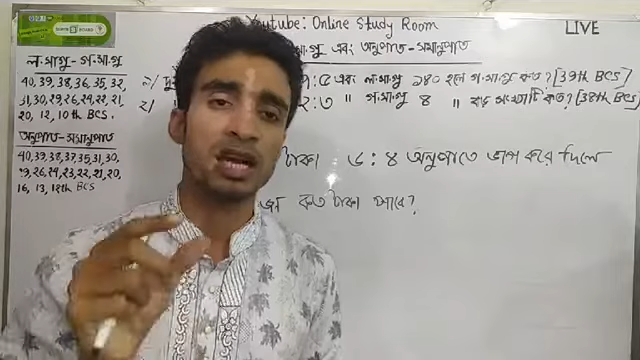 Youtube: Online Study Room
LIVE
ল.সা.গু - গ.সা.গু
40, 39, 38, 36, 35, 32,
31, 30, 29, 26, 24, 22, 21,
20, 12, 10th BCS.
অনুপাত-সমানুপাত
40, 39, 38, 37, 35, 31, 30,
29, 26, 24, 23, 22, 21, 20,
16, 13, 12th BCS
সা.গু এবং অনুপাত-সমানুপাত
১/ দু : ৫ এবং ল.সা.গু ১৪০ হলে গ.সা.গু কত? [39th BCS]
২/ ২:৩ " গ.সা.গু ৪ " বড় সংখ্যাটি কত? [38th BCS]
টাকা ৬ : ৪ অনুপাতে ভাগ করে দিলে
কত টাকা পাবে?